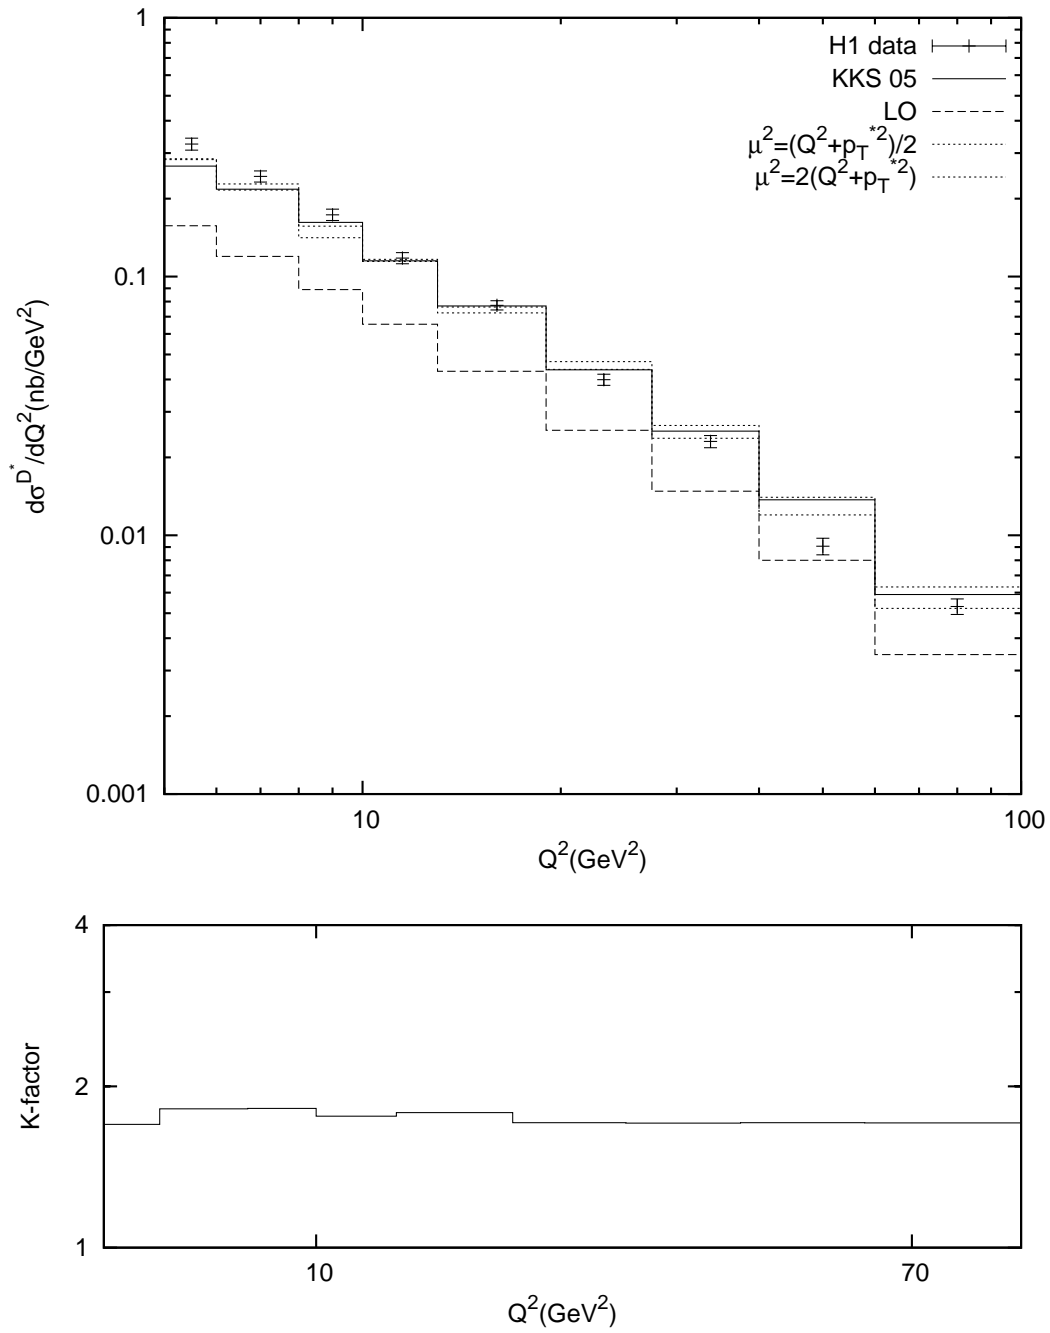 1
H1 data
KKS 05
LO
μ²=(Q²+p_T^{*2})/2
μ²=2(Q²+p_T^{*2})
0.1
0.01
0.001
dσ^{D*}/dQ²(nb/GeV²)
10 100
Q²(GeV²)
4
2
1
K-factor
10 70
Q²(GeV²)